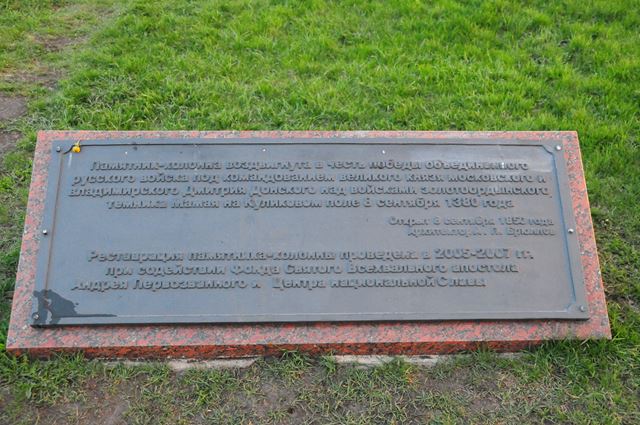 Памятник-колонна воздвигнута в честь победы объединенного
русского войска под командованием великого князя московского и
владимирского Дмитрия Донского над войсками золотоордынского
темника Мамая на Куликовом поле 8 сентября 1380 года
Открыт 8 сентября 1850 года
Архитектор А. П. Брюллов
Реставрация памятника-колонны проведена в 2005-2007 гг.
при содействии Фонда Святого Всехвального апостола
Андрея Первозванного и Центра национальной Славы